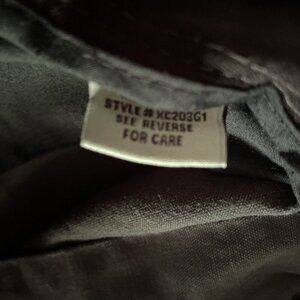 STYLE # XC203G1
SEE REVERSE
FOR CARE